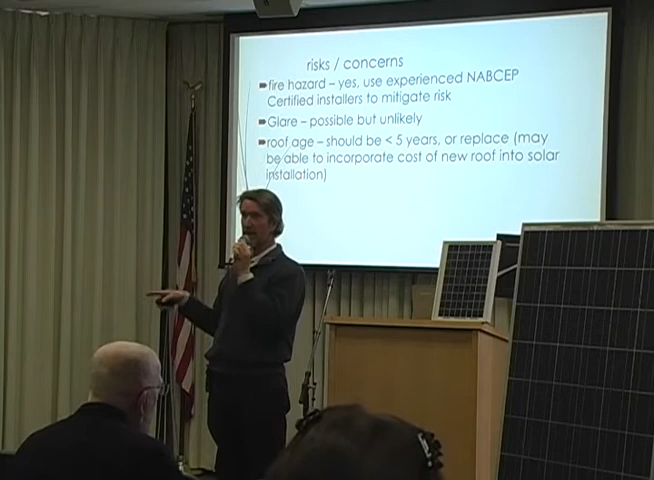 risks / concerns
fire hazard – yes, use experienced NABCEP
Certified installers to mitigate risk
Glare – possible but unlikely
roof age – should be < 5 years, or replace (may
be able to incorporate cost of new roof into solar
installation)